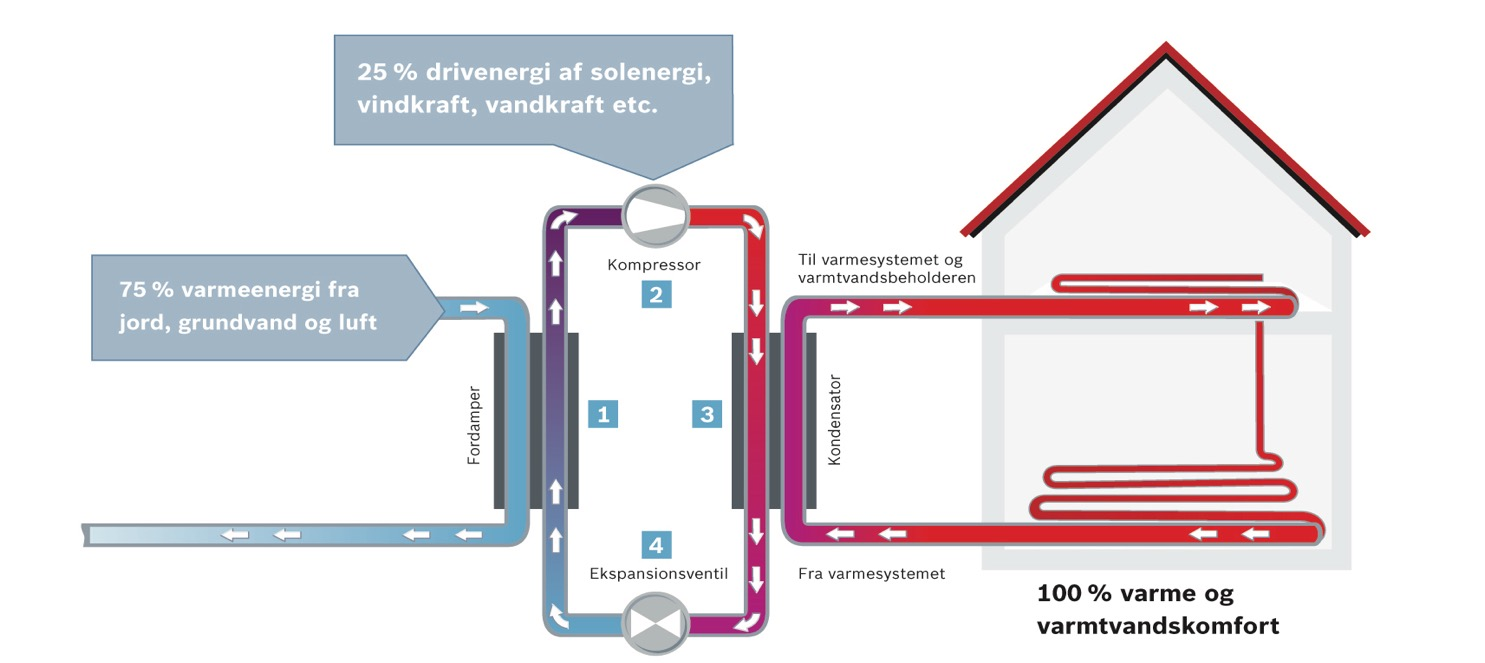 25 % drivenergi af solenergi,
vindkraft, vandkraft etc.
75 % varmeenergi fra
jord, grundvand og luft
Kompressor
2
Til varmesystemet og
varmtvandsbeholderen
Fordamper
1
3
Kondensator
4
Ekspansionsventil
Fra varmesystemet
100 % varme og
varmtvandskomfort